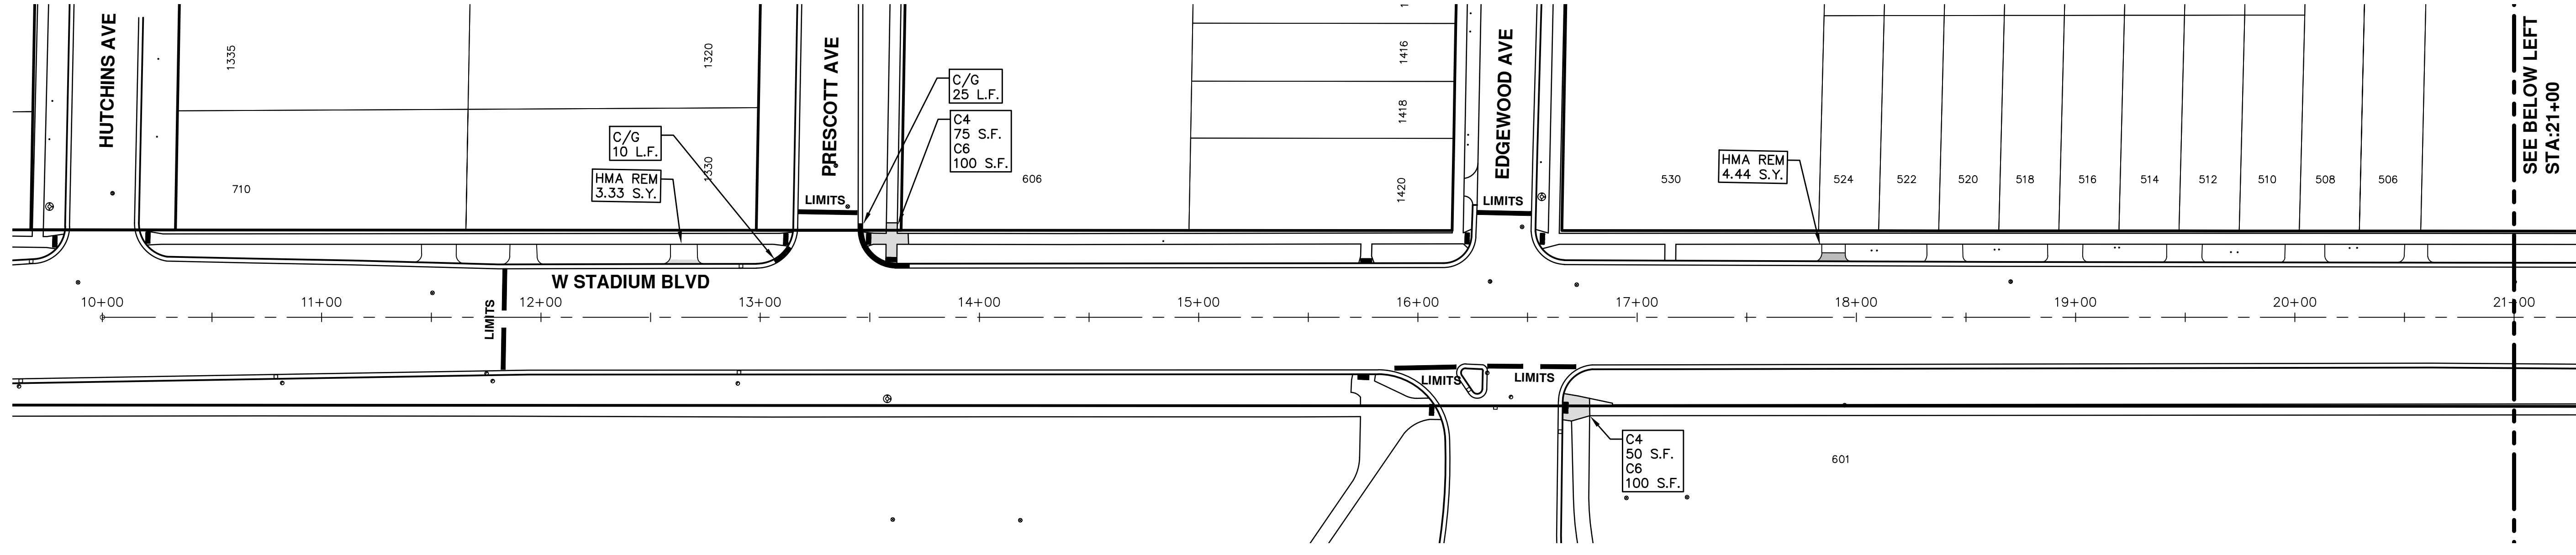 HUTCHINS AVE
1335
1320
710
1330
C/G
10 L.F.
HMA REM
3.33 S.Y.
PRESCOTT AVE
LIMITS
C/G
25 L.F.
C4
75 S.F.
C6
100 S.F.
606
1416
1418
1420
EDGEWOOD AVE
LIMITS
530
HMA REM
4.44 S.Y.
524
522
520
518
516
514
512
510
508
506
SEE BELOW LEFT
STA:21+00
W STADIUM BLVD
10+00
11+00
12+00
13+00
14+00
15+00
16+00
17+00
18+00
19+00
20+00
21+00
LIMITS
LIMITS
LIMITS
C4
50 S.F.
C6
100 S.F.
601